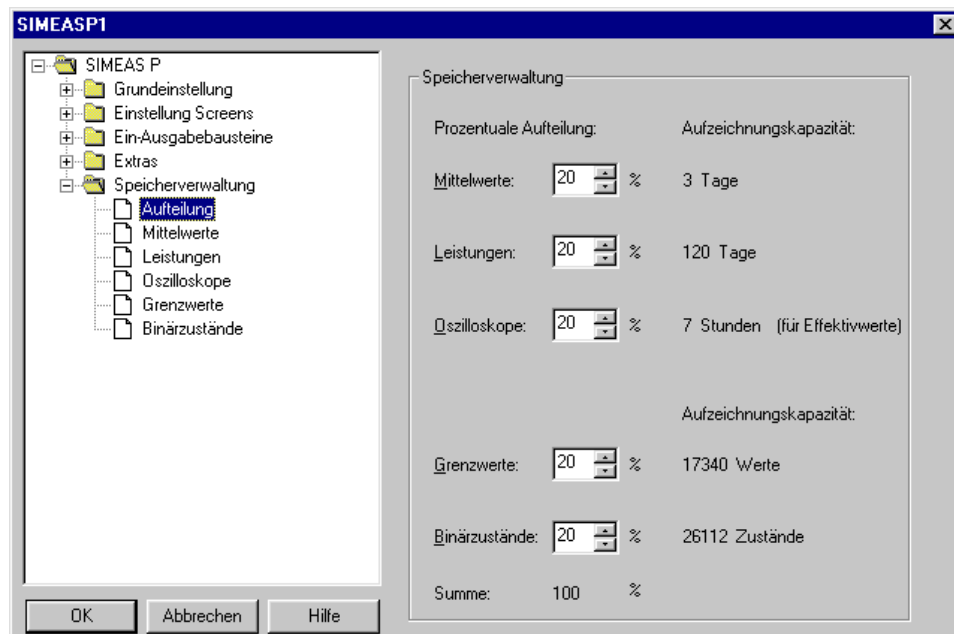 SIMEASP1
SIMEAS P
Grundeinstellung
Einstellung Screens
Ein-Ausgabebausteine
Extras
Speicherverwaltung
Aufteilung
Mittelwerte
Leistungen
Oszilloskope
Grenzwerte
Binärzustände
OK Abbrechen Hilfe
Speicherverwaltung
Prozentuale Aufteilung: Aufzeichnungskapazität:
Mittelwerte: 20 % 3 Tage
Leistungen: 20 % 120 Tage
Oszilloskope: 20 % 7 Stunden (für Effektivwerte)
Aufzeichnungskapazität:
Grenzwerte: 20 % 17340 Werte
Binärzustände: 20 % 26112 Zustände
Summe: 100 %